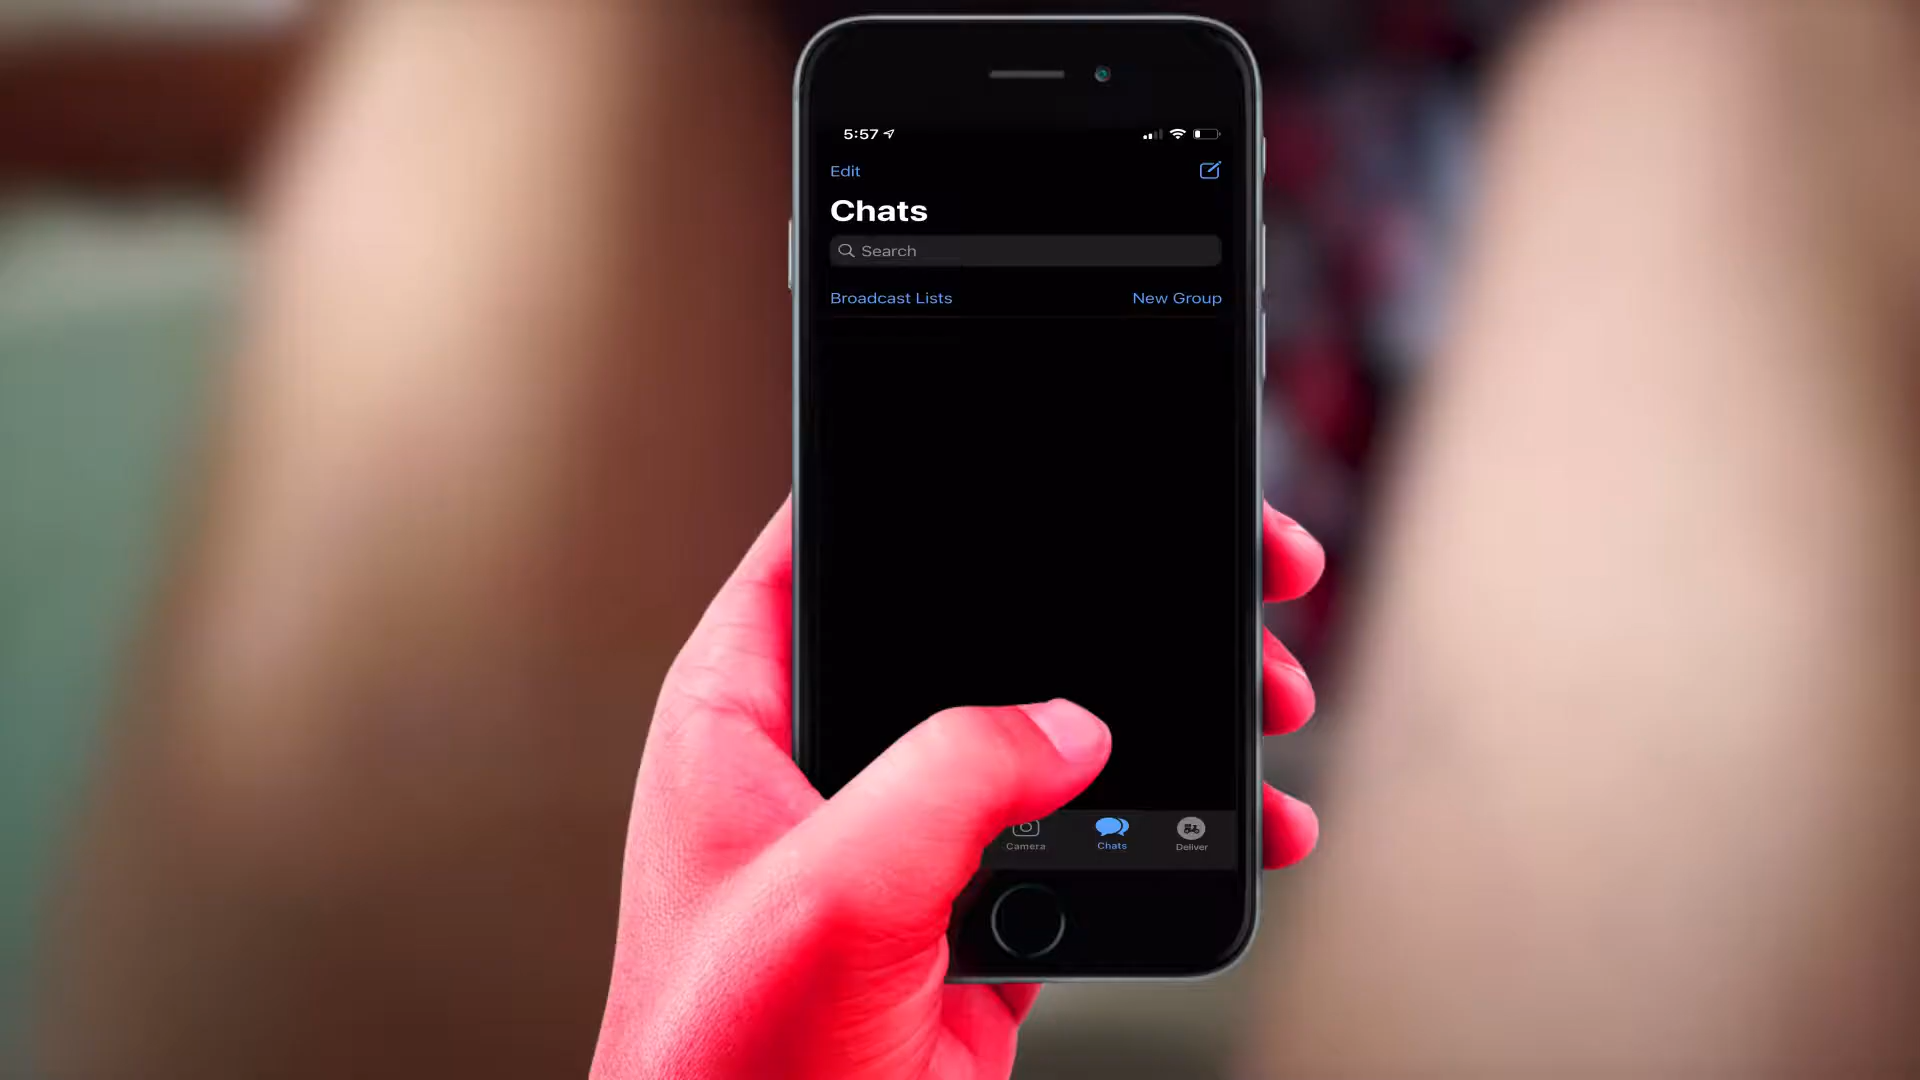 5:57
Edit
Chats
Search
Broadcast Lists New Group
Camera Chats Deliver